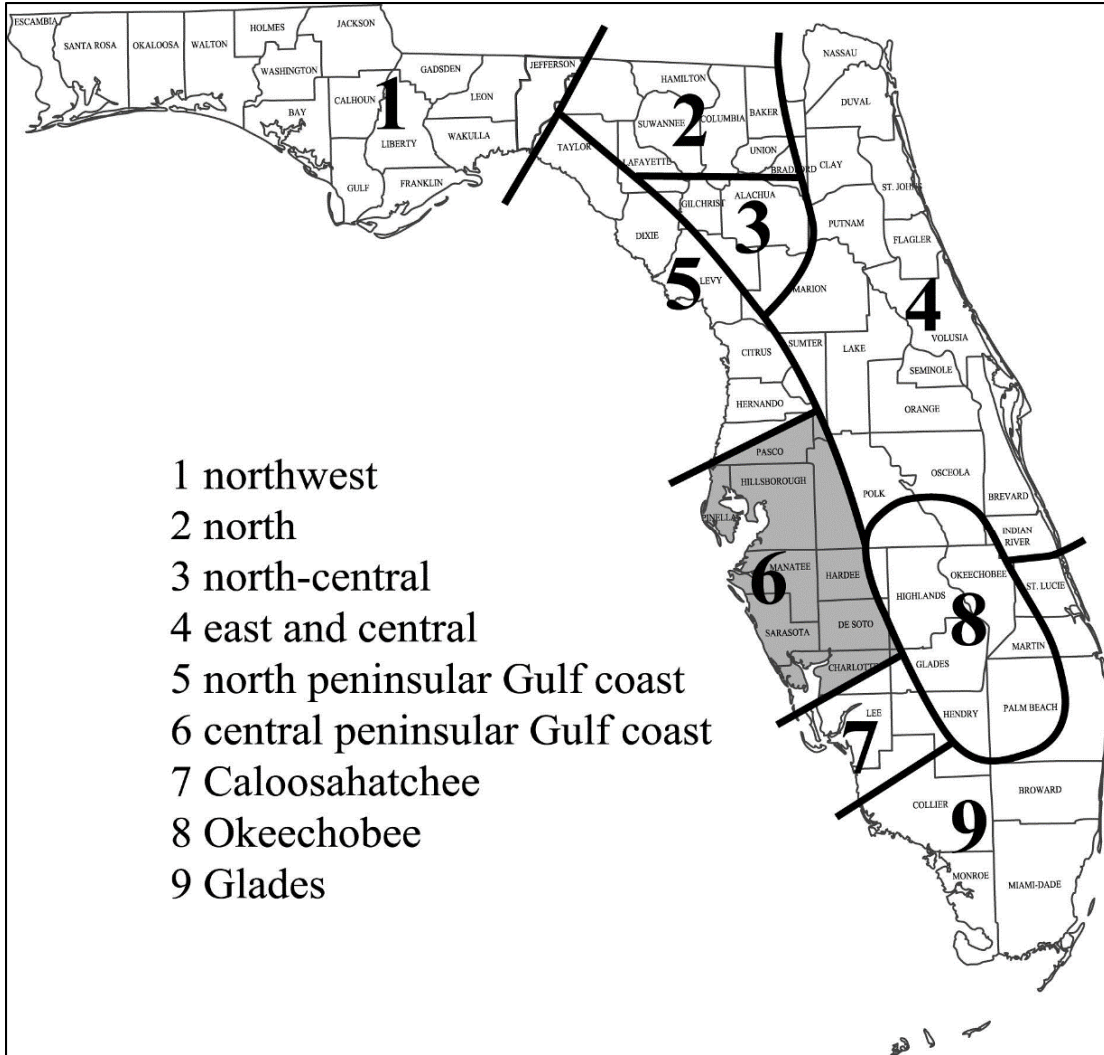 ESCAMBIA
SANTA ROSA
OKALOOSA
WALTON
HOLMES
JACKSON
WASHINGTON
BAY
CALHOUN
1
GADSDEN
LEON
JEFFERSON
LIBERTY
WAKULLA
GULF
FRANKLIN
TAYLOR
HAMILTON
SUWANNEE
2
COLUMBIA
BAKER
NASSAU
DUVAL
LAFAYETTE
UNION
BRADFORD
CLAY
ST. JOHNS
GILCHRIST
ALACHUA
3
PUTNAM
FLAGLER
DIXIE
5
LEVY
MARION
4
VOLUSIA
CITRUS
SUMTER
LAKE
SEMINOLE
HERNANDO
ORANGE
PASCO
HILLSBOROUGH
PINELLAS
POLK
OSCEOLA
BREVARD
INDIAN
RIVER
6
MANATEE
HARDEE
HIGHLANDS
OKEECHOBEE
8
ST. LUCIE
SARASOTA
DE SOTO
MARTIN
CHARLOTTE
GLADES
LEE
7
HENDRY
PALM BEACH
COLLIER
9
BROWARD
MONROE
MIAMI-DADE
1 northwest
2 north
3 north-central
4 east and central
5 north peninsular Gulf coast
6 central peninsular Gulf coast
7 Caloosahatchee
8 Okeechobee
9 Glades